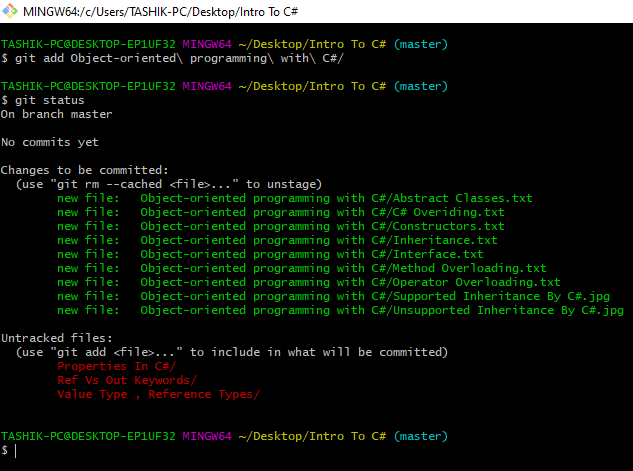 MINGW64:/c/Users/TASHIK-PC/Desktop/Intro To C#
TASHIK-PC@DESKTOP-EP1UF32 MINGW64 ~/Desktop/Intro To C# (master)
$ git add Object-oriented\ programming\ with\ C#/
TASHIK-PC@DESKTOP-EP1UF32 MINGW64 ~/Desktop/Intro To C# (master)
$ git status
On branch master
No commits yet
Changes to be committed:
(use "git rm --cached <file>..." to unstage)
new file: Object-oriented programming with C#/Abstract Classes.txt
new file: Object-oriented programming with C#/C# Overiding.txt
new file: Object-oriented programming with C#/Constructors.txt
new file: Object-oriented programming with C#/Inheritance.txt
new file: Object-oriented programming with C#/Interface.txt
new file: Object-oriented programming with C#/Method Overloading.txt
new file: Object-oriented programming with C#/Operator Overloading.txt
new file: Object-oriented programming with C#/Supported Inheritance By C#.jpg
new file: Object-oriented programming with C#/Unsupported Inheritance By C#.jpg
Untracked files:
(use "git add <file>..." to include in what will be committed)
Properties In C#/
Ref Vs Out Keywords/
Value Type , Reference Types/
TASHIK-PC@DESKTOP-EP1UF32 MINGW64 ~/Desktop/Intro To C# (master)
$